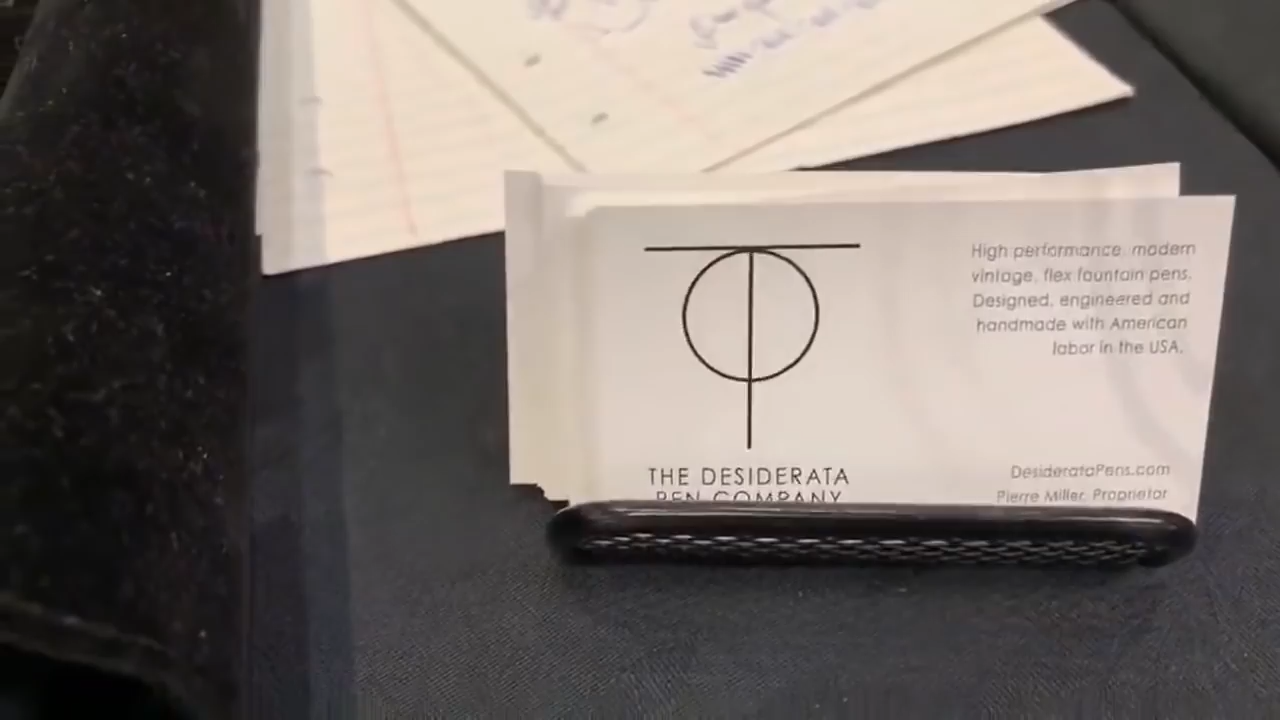 High performance, modern
vintage, flex fountain pens.
Designed, engineered and
handmade with American
labor in the USA.
THE DESIDERATA
PEN COMPANY
DesiderataPens.com
Pierre Miller, Proprietor